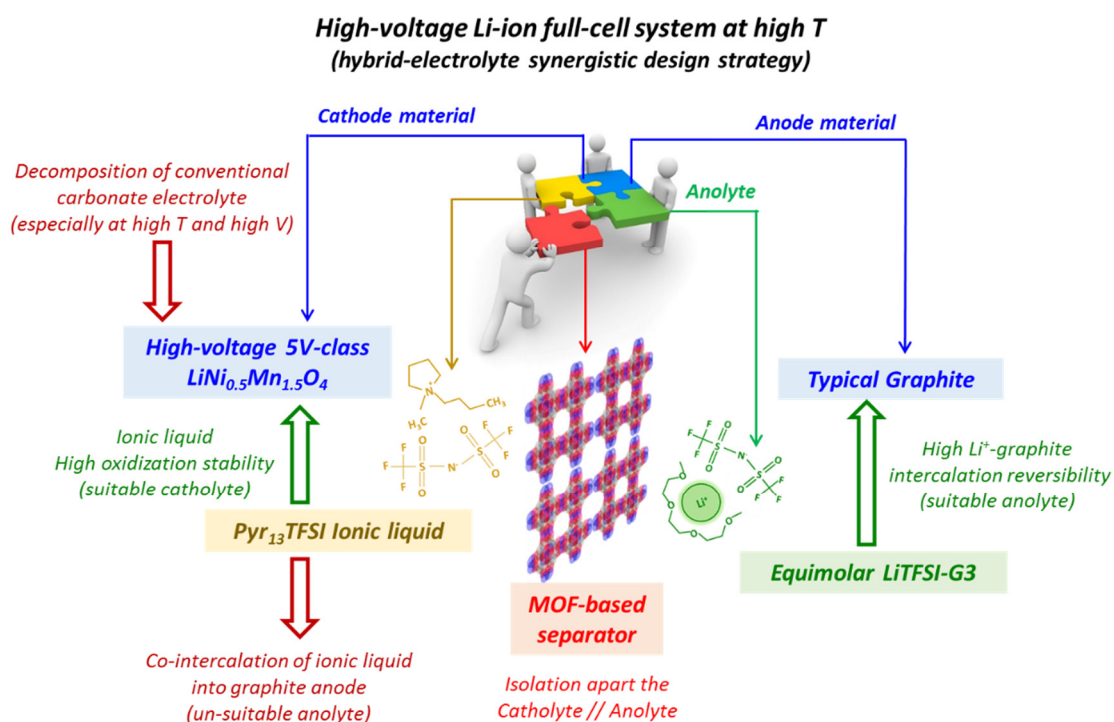 High-voltage Li-ion full-cell system at high T
(hybrid-electrolyte synergistic design strategy)
Cathode material
Anode material
Decomposition of conventional
carbonate electrolyte
(especially at high T and high V)
Anolyte
High-voltage 5V-class
LiNi₀.₅Mn₁.₅O₄
Typical Graphite
N⁺
CH₃
H₃C
O O F
F S N⁻ S F
F F O O F
Ionic liquid
High oxidization stability
(suitable catholyte)
F O
F S O
F N⁻ O F
O S F
O F
O Li⁺ O
O O
High Li⁺-graphite
intercalation reversibility
(suitable anolyte)
Pyr₁₃TFSI Ionic liquid
Equimolar LiTFSI-G3
MOF-based
separator
Co-intercalation of ionic liquid
into graphite anode
(un-suitable anolyte)
Isolation apart the
Catholyte // Anolyte